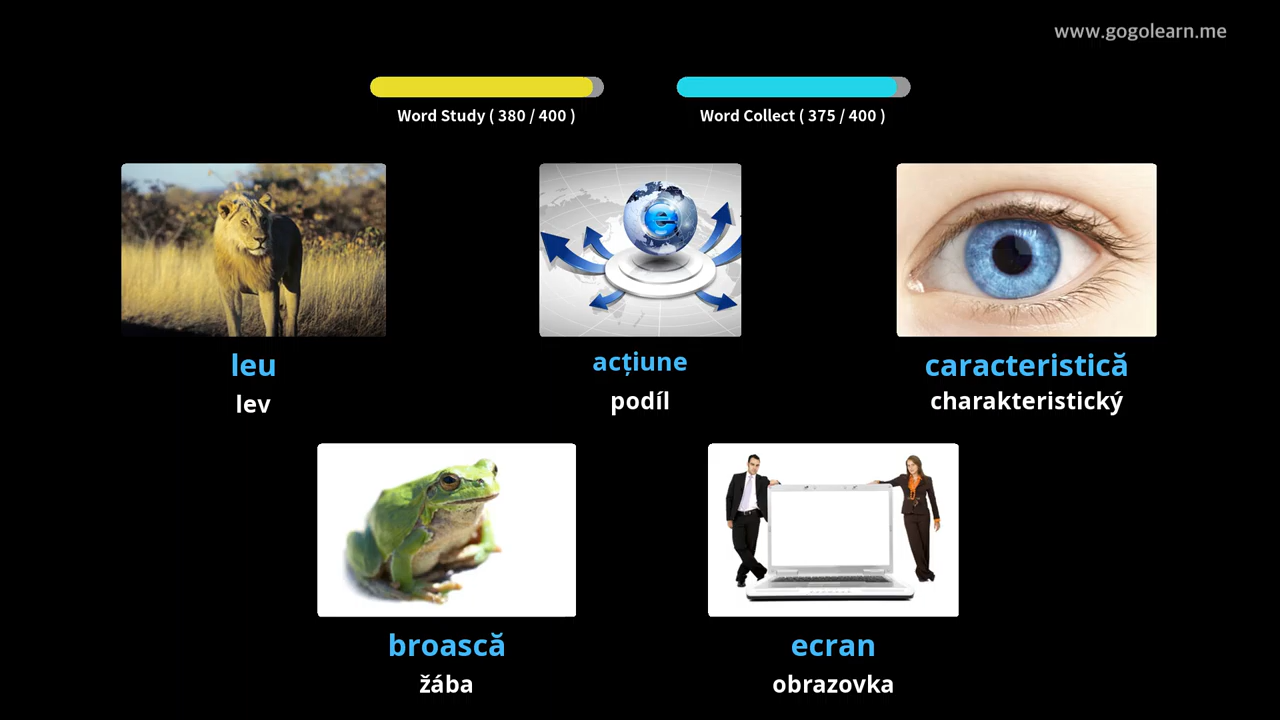 www.gogolearn.me
Word Study ( 380 / 400 )
Word Collect ( 375 / 400 )
leu
lev
acțiune
podíl
caracteristică
charakteristický
broască
žába
ecran
obrazovka